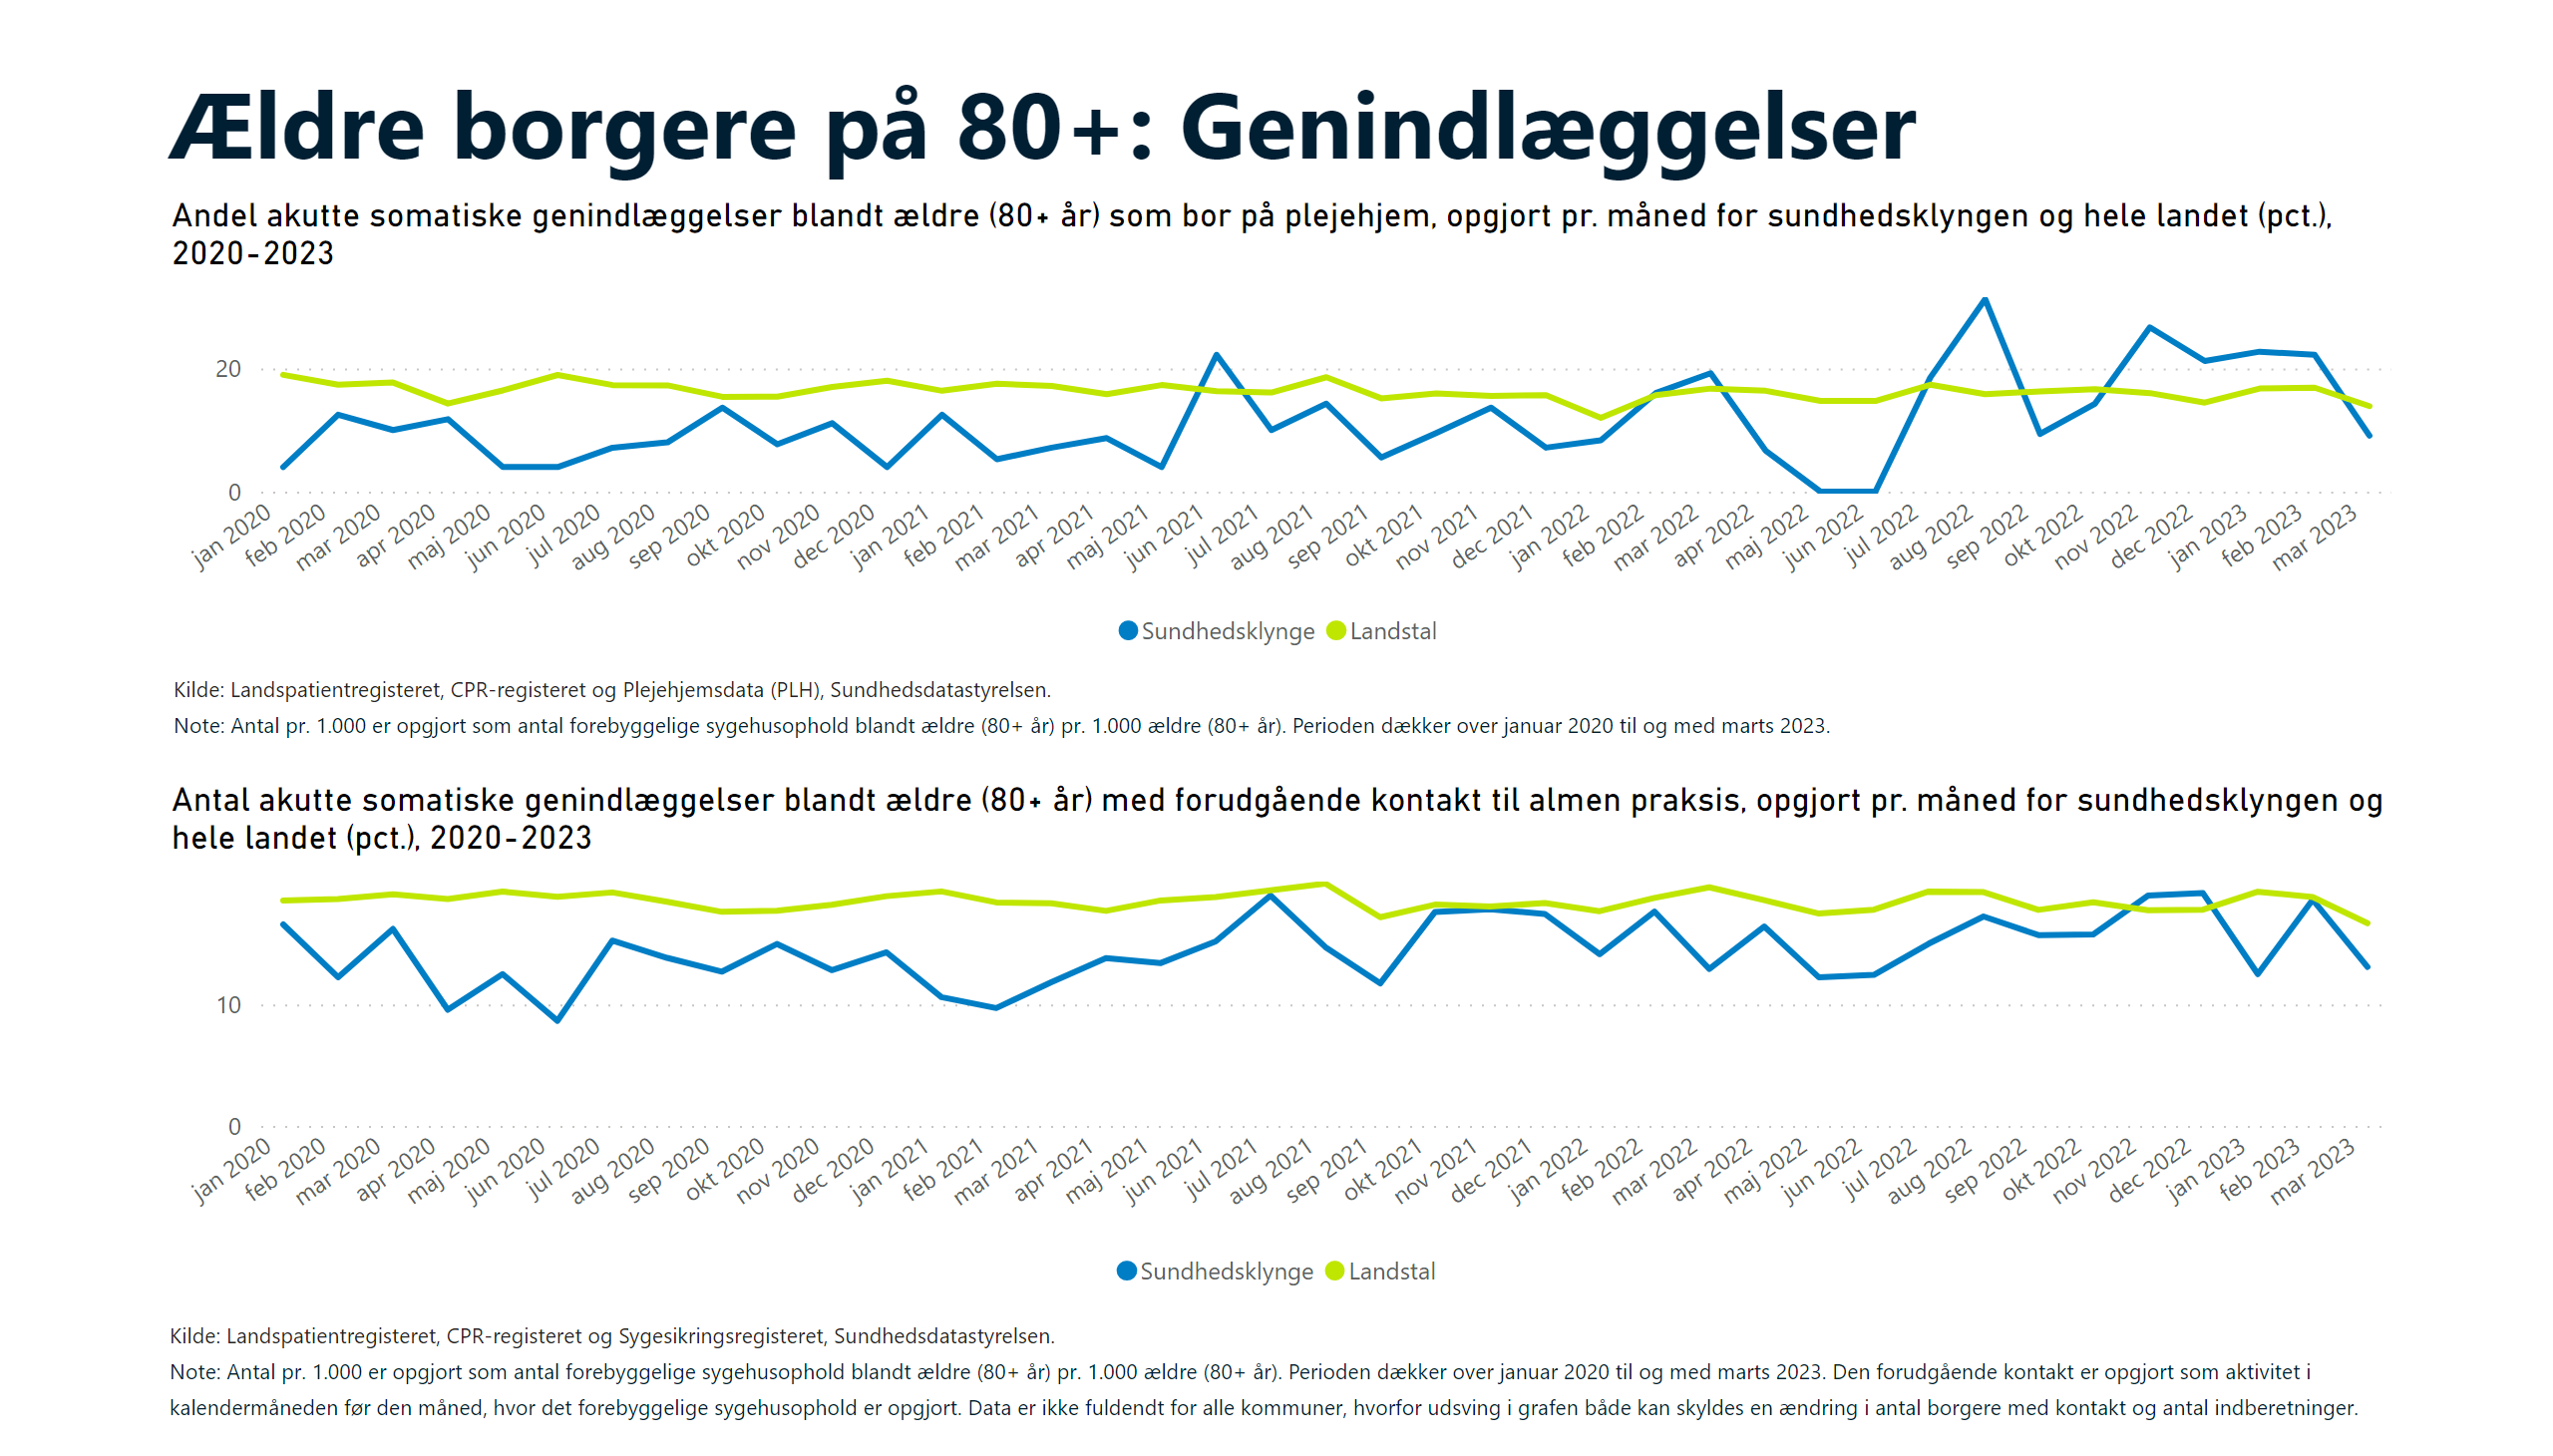 Ældre borgere på 80+: Genindlæggelser
Andel akutte somatiske genindlæggelser blandt ældre (80+ år) som bor på plejehjem, opgjort pr. måned for sundhedsklyngen og hele landet (pct.),
2020-2023
20
0
jan 2020
feb 2020
mar 2020
apr 2020
maj 2020
jun 2020
jul 2020
aug 2020
sep 2020
okt 2020
nov 2020
dec 2020
jan 2021
feb 2021
mar 2021
apr 2021
maj 2021
jun 2021
jul 2021
aug 2021
sep 2021
okt 2021
nov 2021
dec 2021
jan 2022
feb 2022
mar 2022
apr 2022
maj 2022
jun 2022
jul 2022
aug 2022
sep 2022
okt 2022
nov 2022
dec 2022
jan 2023
feb 2023
mar 2023
Sundhedsklynge Landstal
Kilde: Landspatientregisteret, CPR-registeret og Plejehjemsdata (PLH), Sundhedsdatastyrelsen.
Note: Antal pr. 1.000 er opgjort som antal forebyggelige sygehusophold blandt ældre (80+ år) pr. 1.000 ældre (80+ år). Perioden dækker over januar 2020 til og med marts 2023.
Antal akutte somatiske genindlæggelser blandt ældre (80+ år) med forudgående kontakt til almen praksis, opgjort pr. måned for sundhedsklyngen og
hele landet (pct.), 2020-2023
10
0
jan 2020
feb 2020
mar 2020
apr 2020
maj 2020
jun 2020
jul 2020
aug 2020
sep 2020
okt 2020
nov 2020
dec 2020
jan 2021
feb 2021
mar 2021
apr 2021
maj 2021
jun 2021
jul 2021
aug 2021
sep 2021
okt 2021
nov 2021
dec 2021
jan 2022
feb 2022
mar 2022
apr 2022
maj 2022
jun 2022
jul 2022
aug 2022
sep 2022
okt 2022
nov 2022
dec 2022
jan 2023
feb 2023
mar 2023
Sundhedsklynge Landstal
Kilde: Landspatientregisteret, CPR-registeret og Sygesikringsregisteret, Sundhedsdatastyrelsen.
Note: Antal pr. 1.000 er opgjort som antal forebyggelige sygehusophold blandt ældre (80+ år) pr. 1.000 ældre (80+ år). Perioden dækker over januar 2020 til og med marts 2023. Den forudgående kontakt er opgjort som aktivitet i
kalendermåneden før den måned, hvor det forebyggelige sygehusophold er opgjort. Data er ikke fuldendt for alle kommuner, hvorfor udsving i grafen både kan skyldes en ændring i antal borgere med kontakt og antal indberetninger.